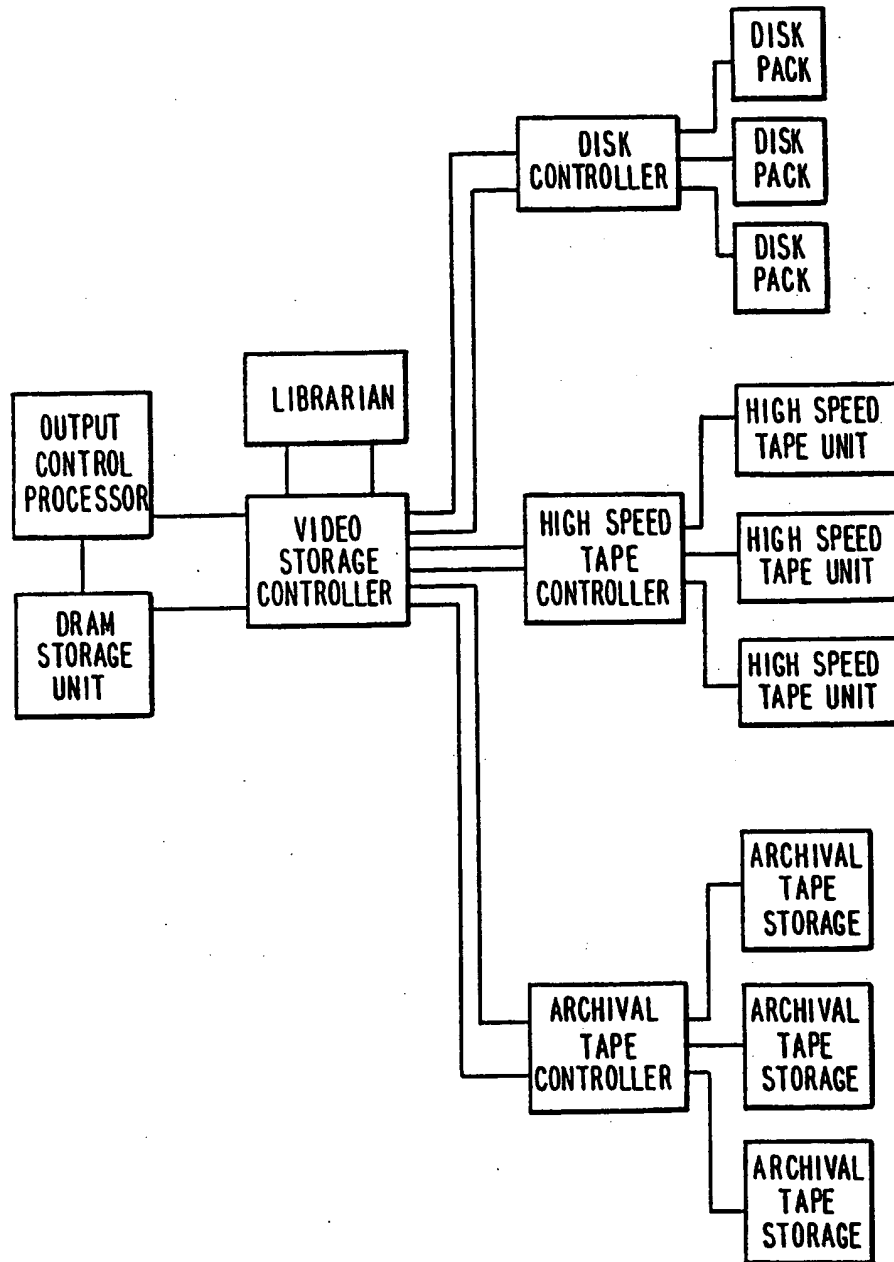 DISK
PACK
DISK
CONTROLLER
DISK
PACK
DISK
PACK
LIBRARIAN
OUTPUT
CONTROL
PROCESSOR
VIDEO
STORAGE
CONTROLLER
DRAM
STORAGE
UNIT
HIGH SPEED
TAPE UNIT
HIGH SPEED
TAPE
CONTROLLER
HIGH SPEED
TAPE UNIT
HIGH SPEED
TAPE UNIT
ARCHIVAL
TAPE
STORAGE
ARCHIVAL
TAPE
CONTROLLER
ARCHIVAL
TAPE
STORAGE
ARCHIVAL
TAPE
STORAGE